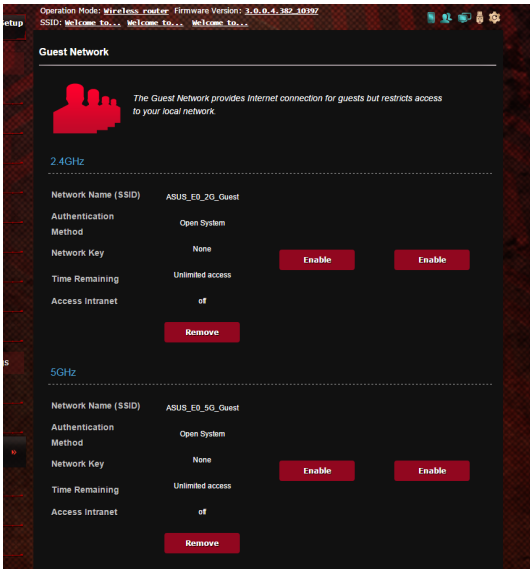 Operation Mode: Wireless router Firmware Version: 3.0.0.4.382_10397
etup
SSID: Welcome to... Welcome to... Welcome to...
Guest Network
The Guest Network provides Internet connection for guests but restricts access
to your local network.
2.4GHz
Network Name (SSID) ASUS_E0_2G_Guest
Authentication
Method Open System
Network Key None
Enable Enable
Time Remaining Unlimited access
Access Intranet off
Remove
gs
5GHz
Network Name (SSID) ASUS_E0_5G_Guest
Authentication
Method Open System
»
Network Key None
Enable Enable
Time Remaining Unlimited access
Access Intranet off
Remove